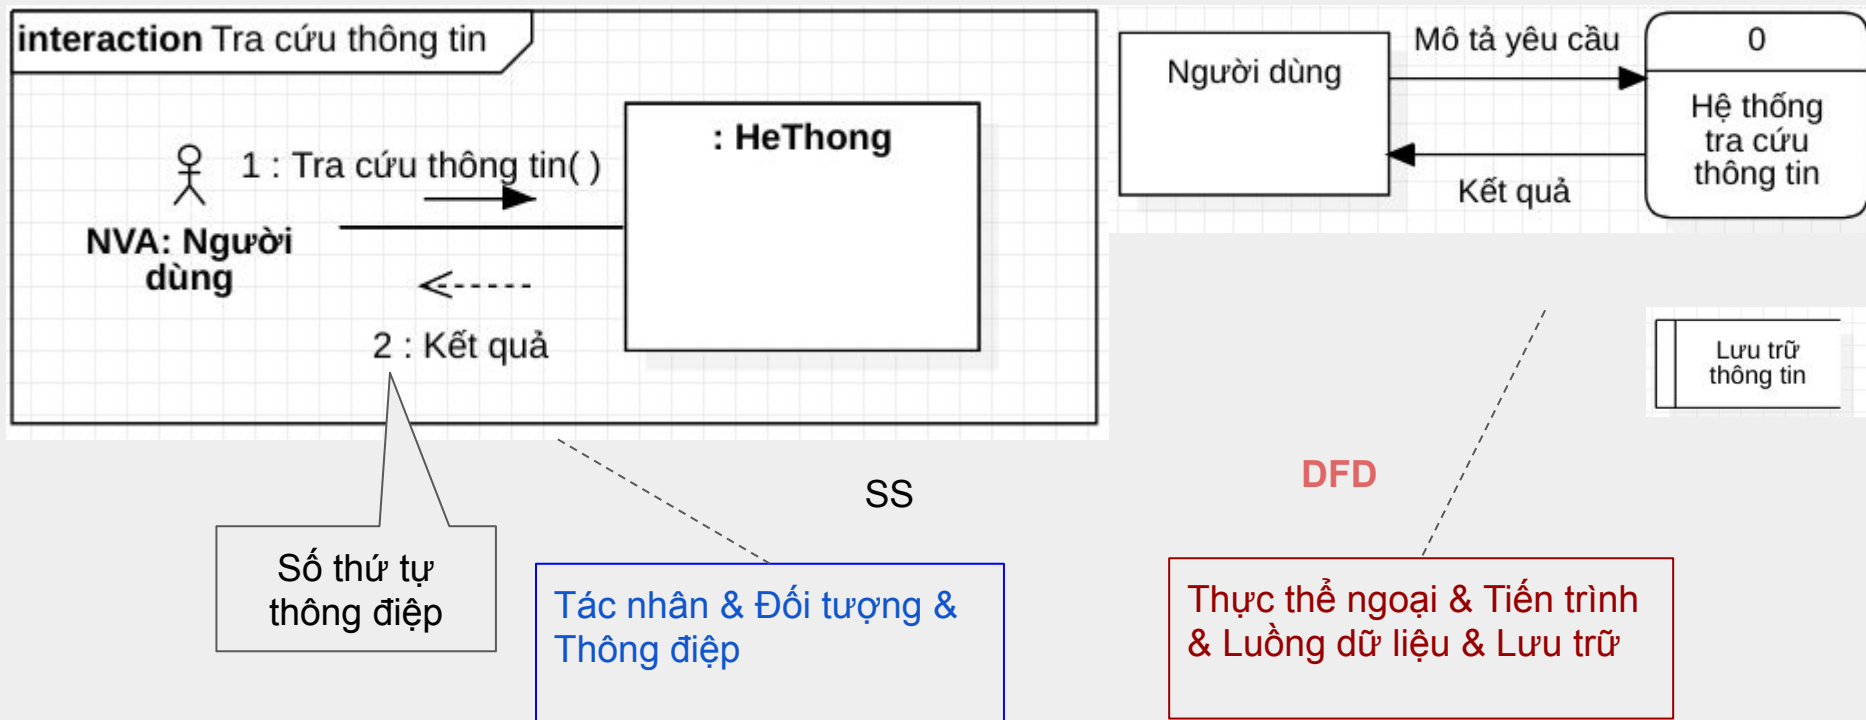 interaction Tra cứu thông tin
1 : Tra cứu thông tin( )
NVA: Người
dùng
: HeThong
2 : Kết quả
Số thứ tự
thông điệp
SS
Tác nhân & Đối tượng &
Thông điệp
Người dùng
Mô tả yêu cầu
Kết quả
0
Hệ thống
tra cứu
thông tin
Lưu trữ
thông tin
DFD
Thực thể ngoại & Tiến trình
& Luồng dữ liệu & Lưu trữ